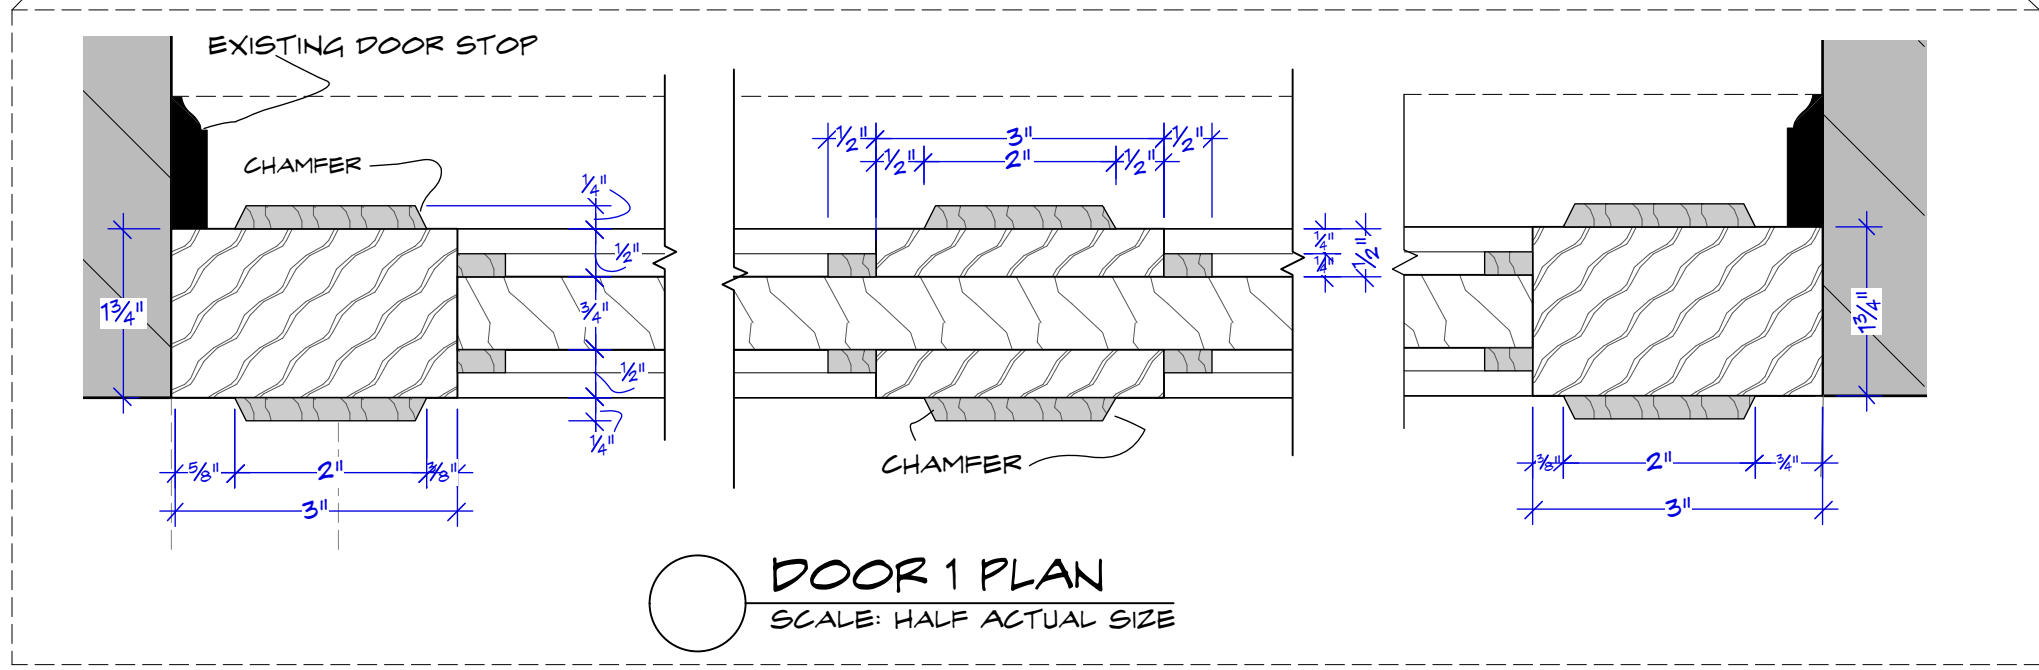 EXISTING DOOR STOP
CHAMFER
1/4"
1/2"
3/4"
1/2"
1/4"
1 3/4"
5/8" 2" 3/8"
3"
1/2" 3" 1/2"
1/2" 2" 1/2"
1/4"
1/4"
1/2"
CHAMFER
1 3/4"
3/8" 2" 3/4"
3"
DOOR 1 PLAN
SCALE: HALF ACTUAL SIZE